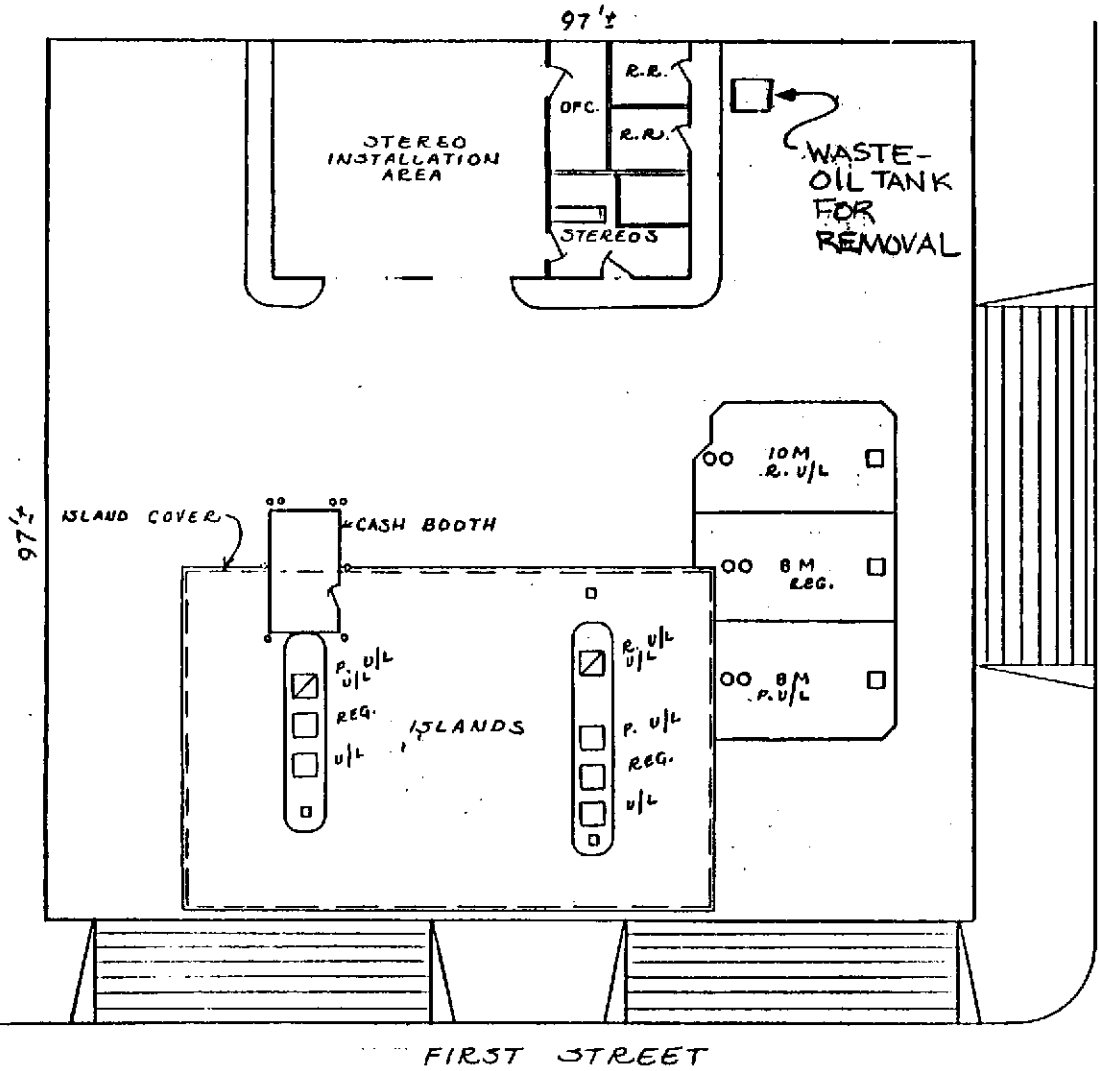 97'±
R.R.
OFC.
R.R.
STEREO
INSTALLATION
AREA
WASTE-
OIL TANK
FOR
REMOVAL
STEREOS
10M
R. U/L
97'±
ISLAND COVER
CASH BOOTH
8M
REG.
P. U/L
U/L
R. U/L
U/L
8M
P. U/L
REG.
ISLANDS
P. U/L
U/L
REG.
U/L
FIRST STREET